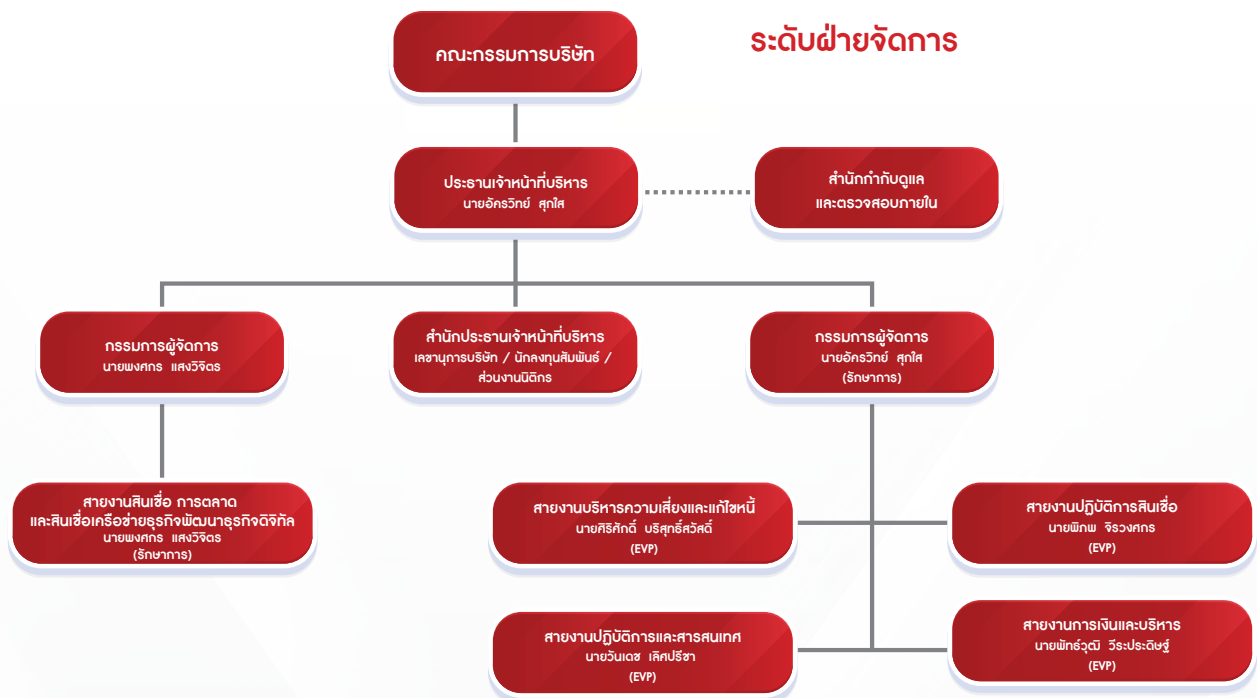 ระดับฝ่ายจัดการ
คณะกรรมการบริษัท
ประธานเจ้าหน้าที่บริหาร
นายอัครวิทย์ สุกใส
สำนักกำกับดูแล
และตรวจสอบภายใน
กรรมการผู้จัดการ
นายพงศกร แสงวิจิตร
สำนักประธานเจ้าหน้าที่บริหาร
เลขานุการบริษัท / นักลงทุนสัมพันธ์ /
ส่วนงานนิติกร
กรรมการผู้จัดการ
นายอัครวิทย์ สุกใส
(รักษาการ)
สายงานสินเชื่อ การตลาด
และสินเชื่อเครือข่ายธุรกิจพัฒนาธุรกิจดิจิทัล
นายพงศกร แสงวิจิตร
(รักษาการ)
สายงานบริหารความเสี่ยงและแก้ไขหนี้
นายศิริศักดิ์ บริสุทธิ์สวัสดิ์
(EVP)
สายงานปฏิบัติการสินเชื่อ
นายพิภพ จิรวงศกร
(EVP)
สายงานปฏิบัติการและสารสนเทศ
นายวันเดช เลิศปรีชา
(EVP)
สายงานการเงินและบริหาร
นายพัทธ์วุฒิ วีระประดิษฐ์
(EVP)